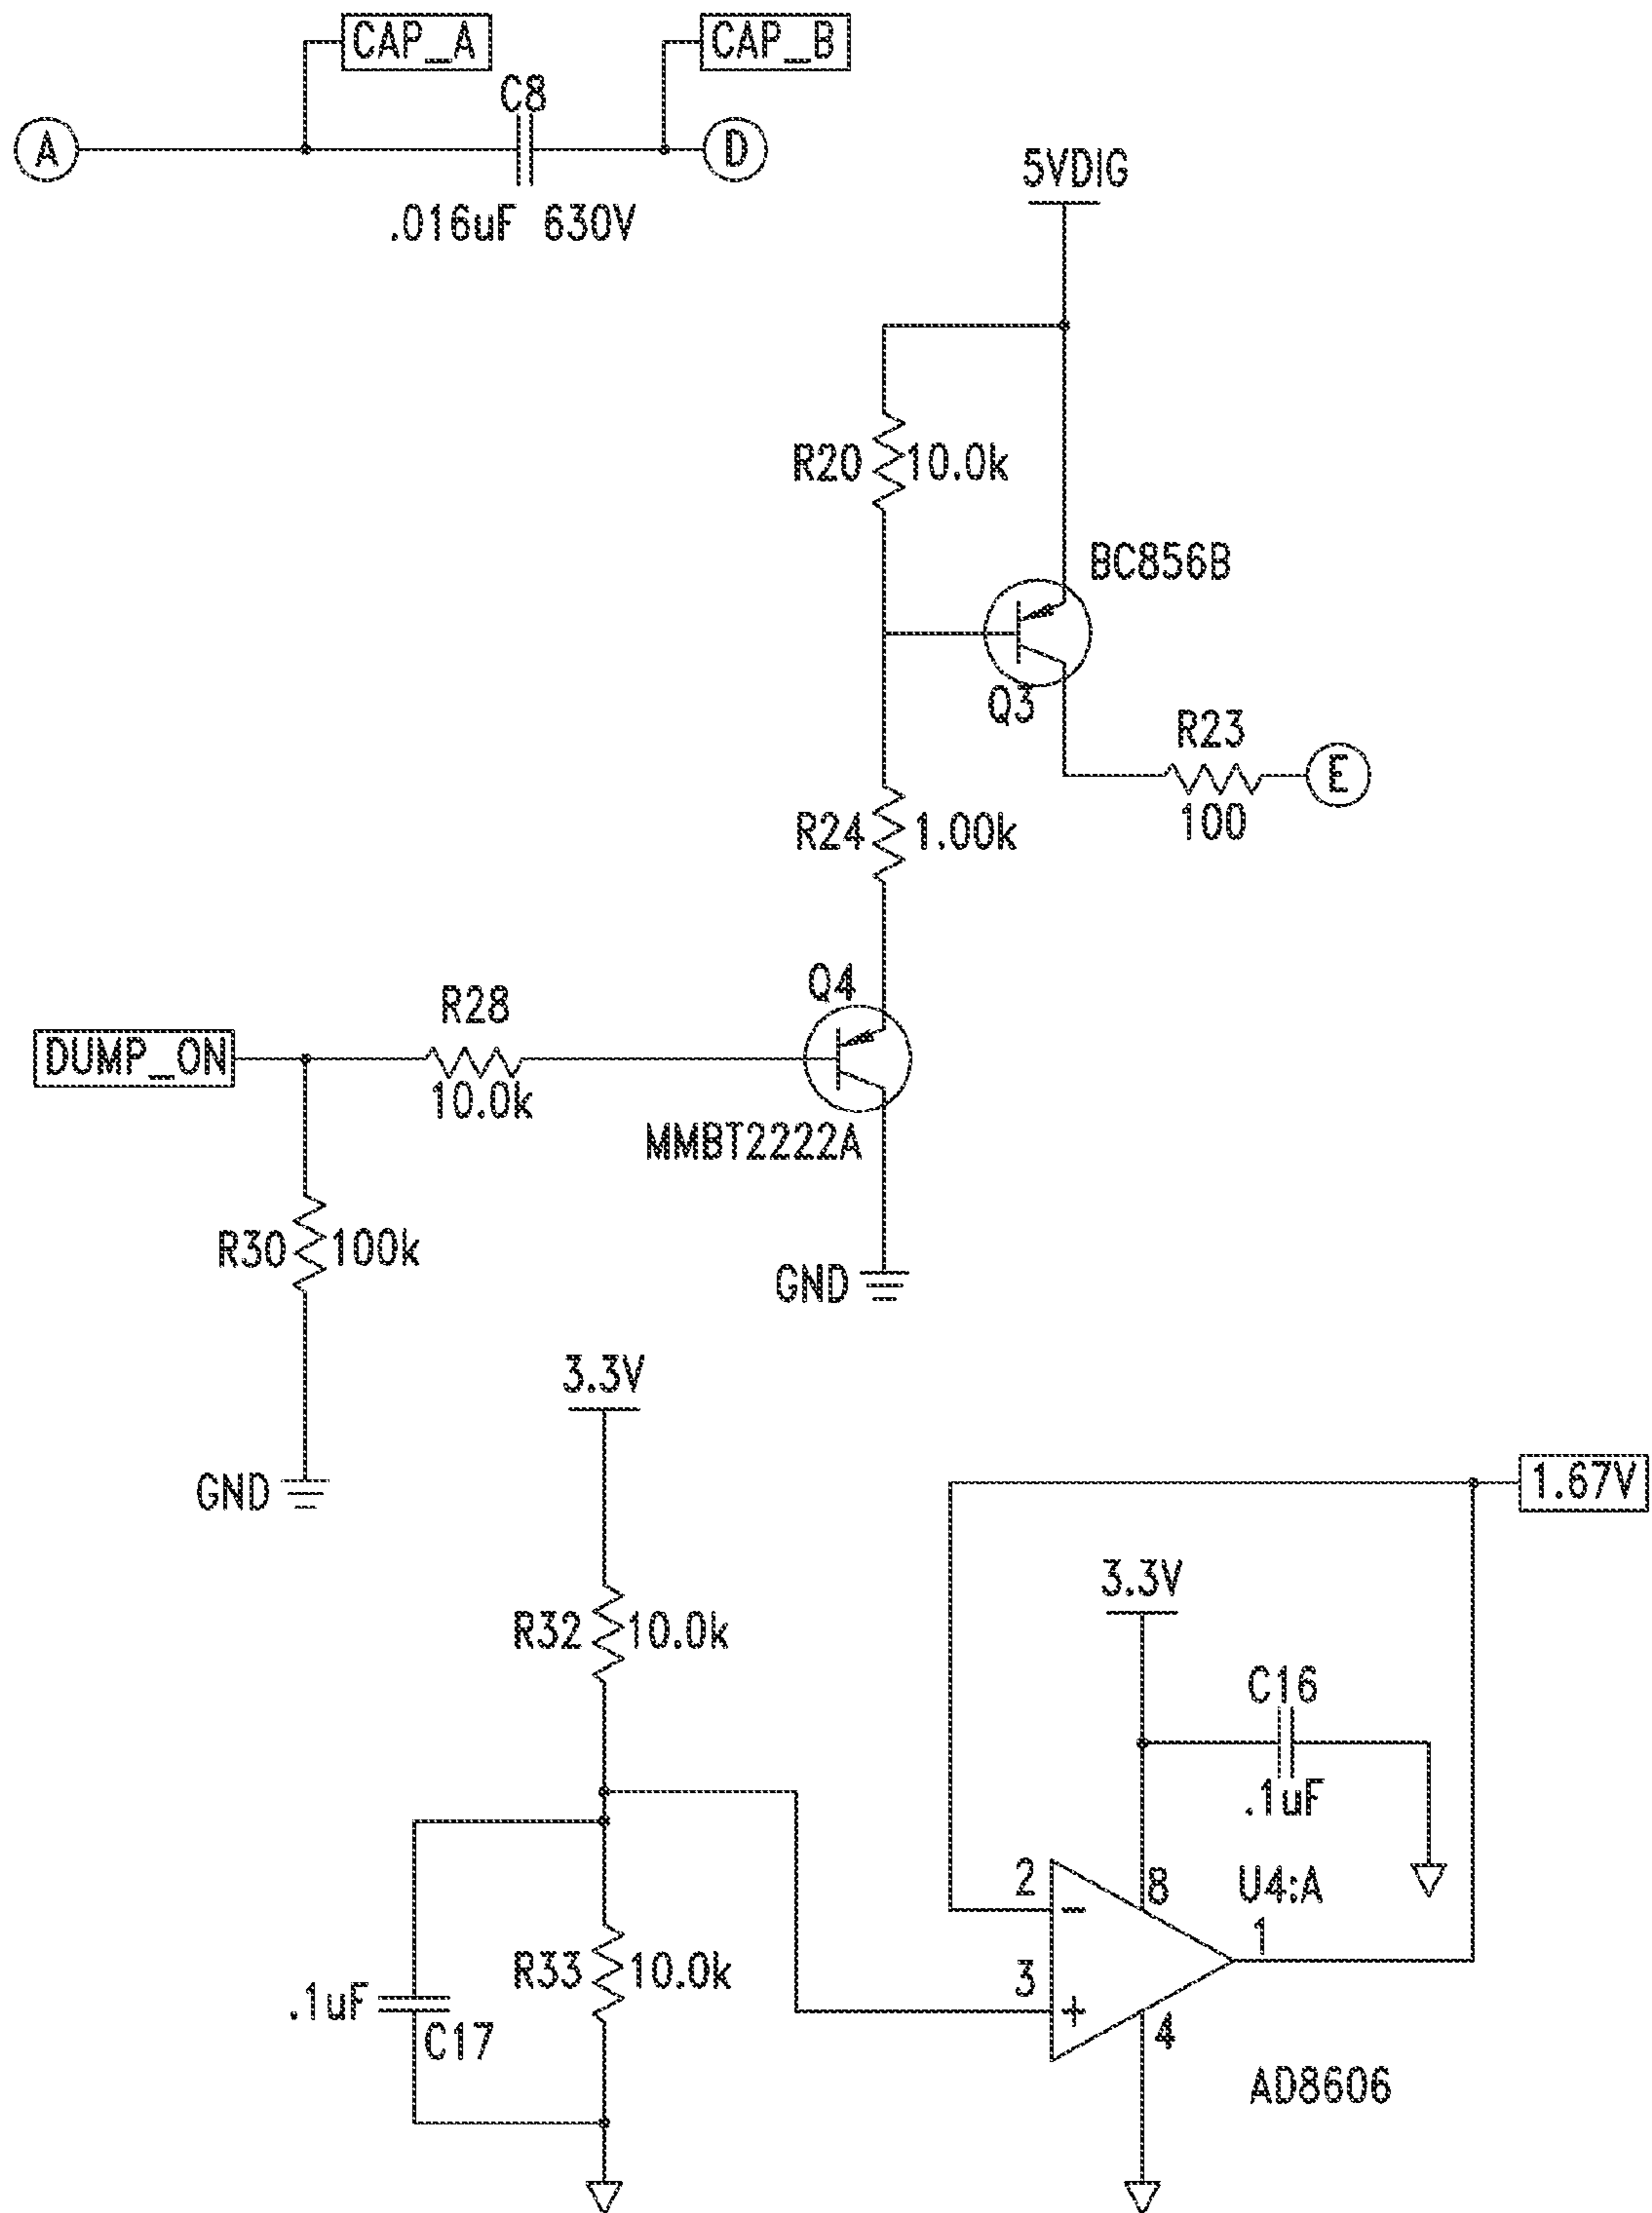 CAP_A
CAP_B
C8
A
D
.016uF 630V
5VDIG
R20
10.0k
BC856B
Q3
R23
E
100
R24
1.00k
Q4
R28
DUMP_ON
10.0k
MMBT2222A
R30
100k
GND
3.3V
GND
1.67V
3.3V
R32
10.0k
C16
.1uF
2
8
U4:A
-
1
R33
10.0k
3
.1uF
+
C17
4
AD8606